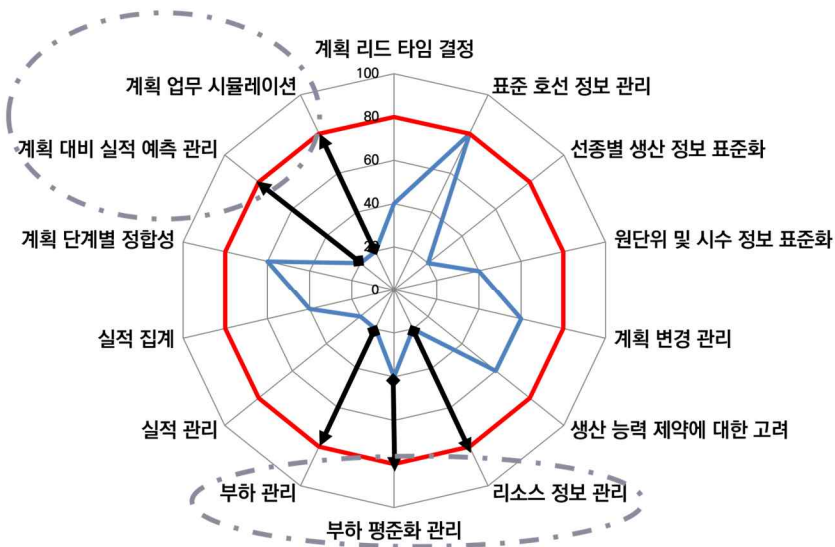 계획 리드 타임 결정
100
계획 업무 시뮬레이션
표준 호선 정보 관리
80
계획 대비 실적 예측 관리
선종별 생산 정보 표준화
60
40
계획 단계별 정합성
원단위 및 시수 정보 표준화
20
0
실적 집계
계획 변경 관리
실적 관리
생산 능력 제약에 대한 고려
부하 관리
리소스 정보 관리
부하 평준화 관리